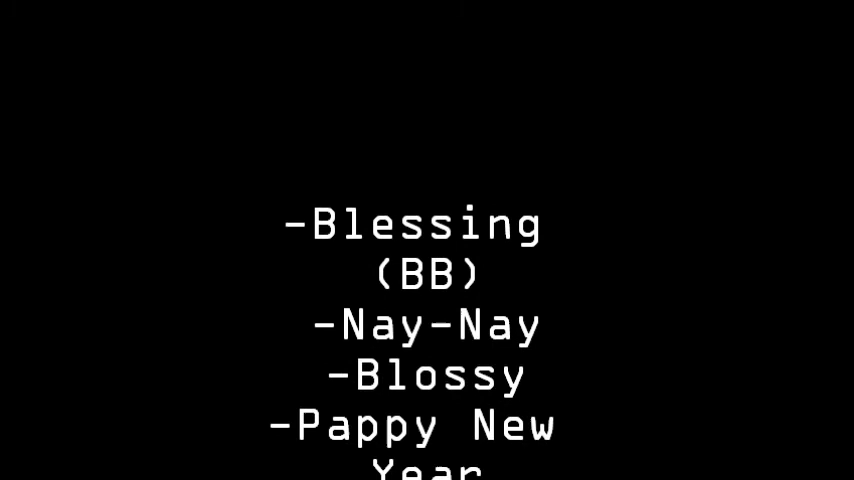 -Blessing
(BB)
-Nay-Nay
-Blossy
-Pappy New
Year